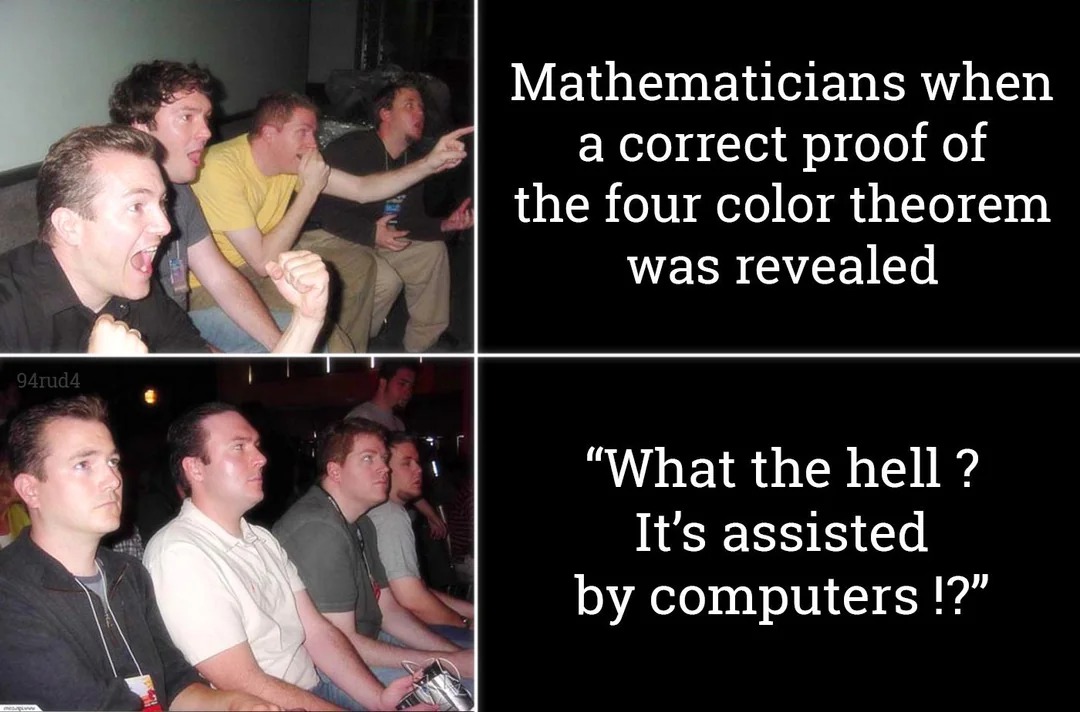 Mathematicians when
a correct proof of
the four color theorem
was revealed
94rud4
“What the hell ?
It’s assisted
by computers !?”